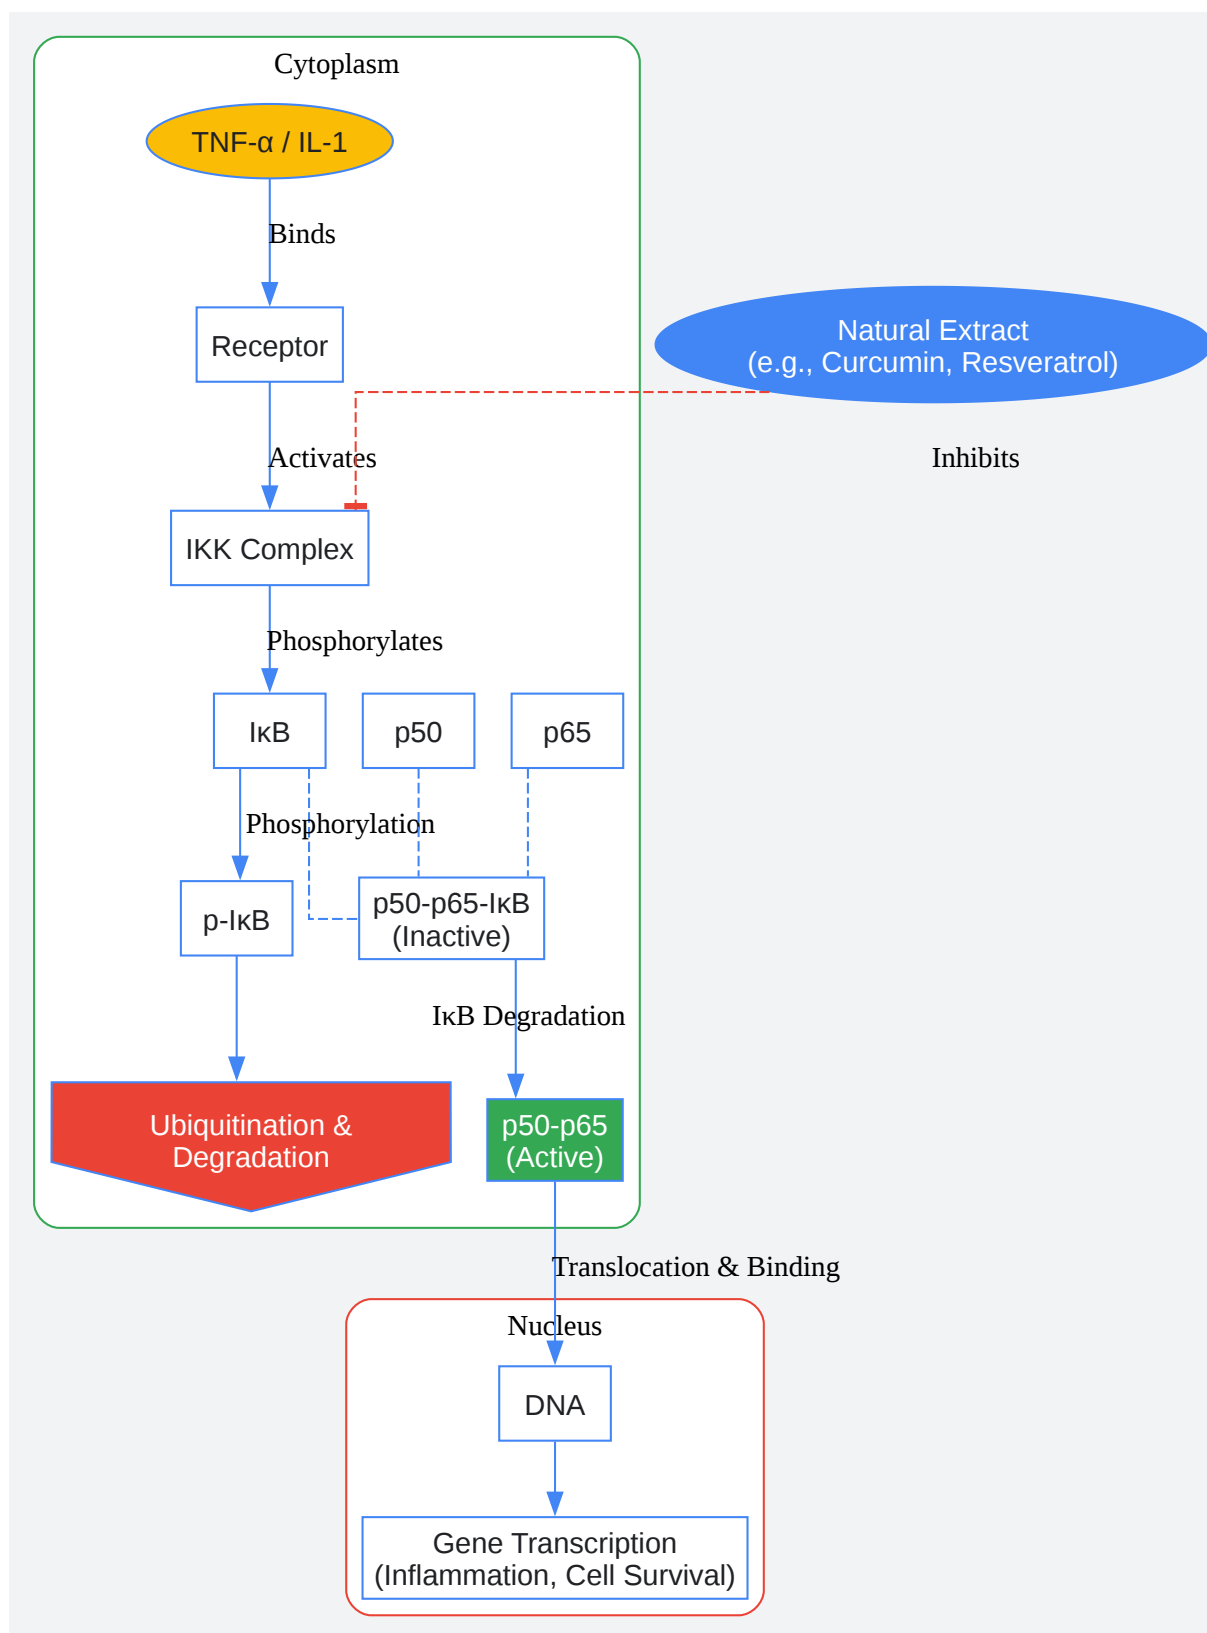 Cytoplasm
TNF-α / IL-1
Binds
Receptor
Natural Extract
(e.g., Curcumin, Resveratrol)
Activates
Inhibits
IKK Complex
Phosphorylates
IκB
p50
p65
Phosphorylation
p-IκB
p50-p65-IκB
(Inactive)
IκB Degradation
Ubiquitination &
Degradation
p50-p65
(Active)
Translocation & Binding
Nucleus
DNA
Gene Transcription
(Inflammation, Cell Survival)